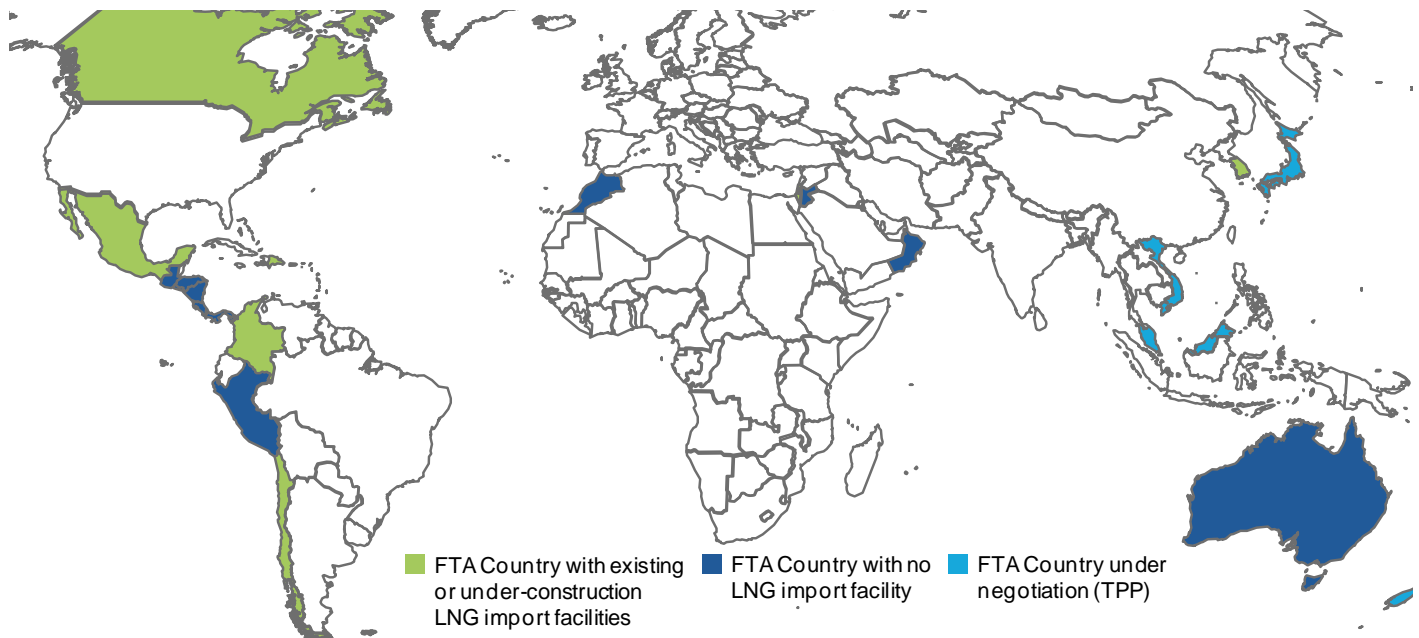 FTA Country with existing
or under-construction
LNG import facilities
FTA Country with no
LNG import facility
FTA Country under
negotiation (TPP)